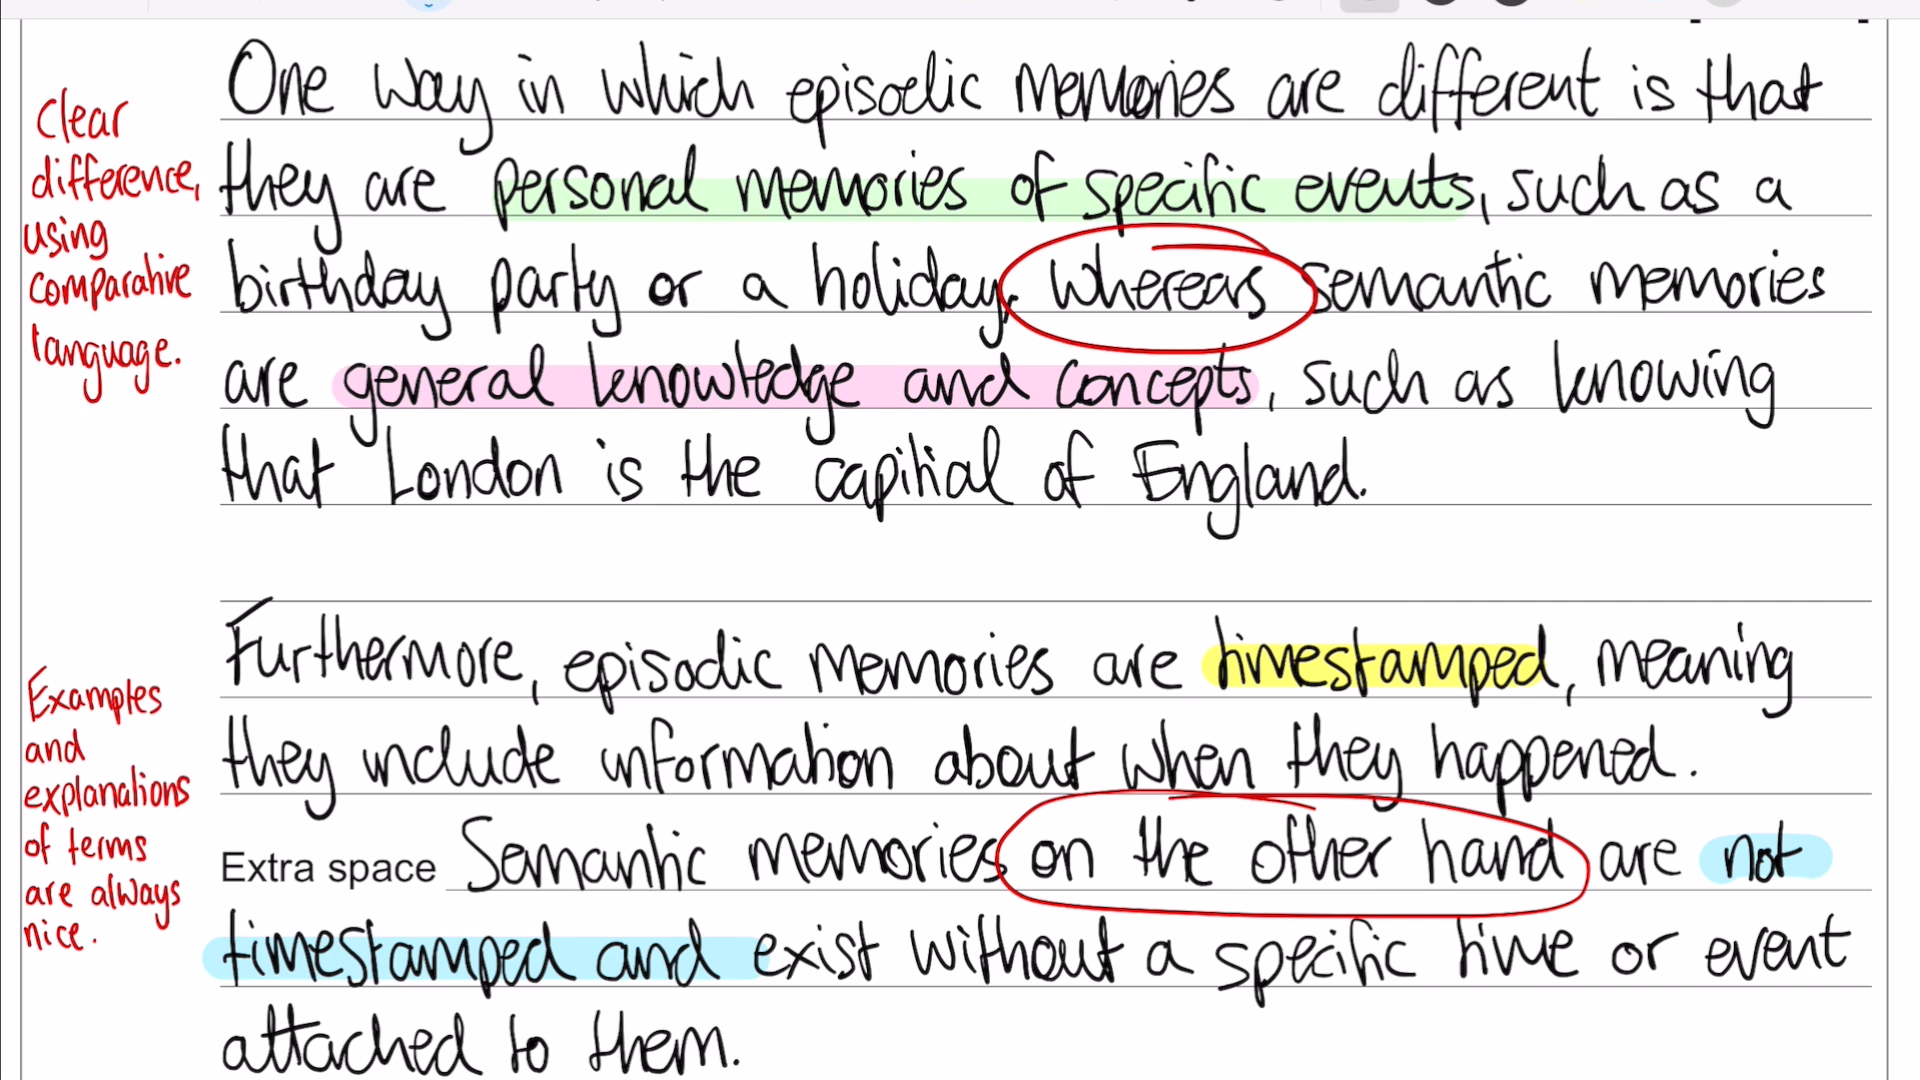 One way in which episodic memories are different is that
they are personal memories of specific events, such as a
birthday party or a holiday, whereas semantic memories
are general knowledge and concepts, such as knowing
that London is the capitial of England.
Clear
difference,
using
comparative
language.
Furthermore, episodic memories are timestamped, meaning
they include information about when they happened.
Extra space Semantic memories on the other hand are not
timestamped and exist without a specific time or event
attached to them.
Examples
and
explanations
of terms
are always
nice.